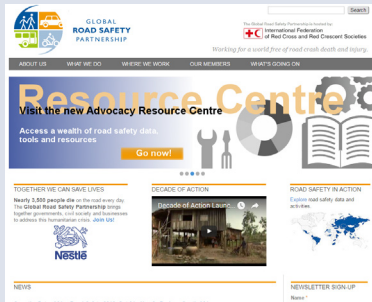 Search
GLOBAL
ROAD SAFETY
PARTNERSHIP
The Global Road Safety Partnership is hosted by:
International Federation
of Red Cross and Red Crescent Societies
Working for a world free of road crash death and injury.
ABOUT US WHAT WE DO WHERE WE WORK OUR MEMBERS WHAT'S GOING ON
Resource Centre
Visit the new Advocacy Resource Centre
Access a wealth of road safety data,
tools and resources
Go now!
TOGETHER WE CAN SAVE LIVES
Nearly 3,500 people die on the road every day.
The Global Road Safety Partnership brings
together governments, civil society and businesses
to address this humanitarian crisis. Join Us!
Nestlé
DECADE OF ACTION
Decade of Action Launc...
ROAD SAFETY IN ACTION
Explore road safety data and
activities
NEWS
NEWSLETTER SIGN-UP
Name *